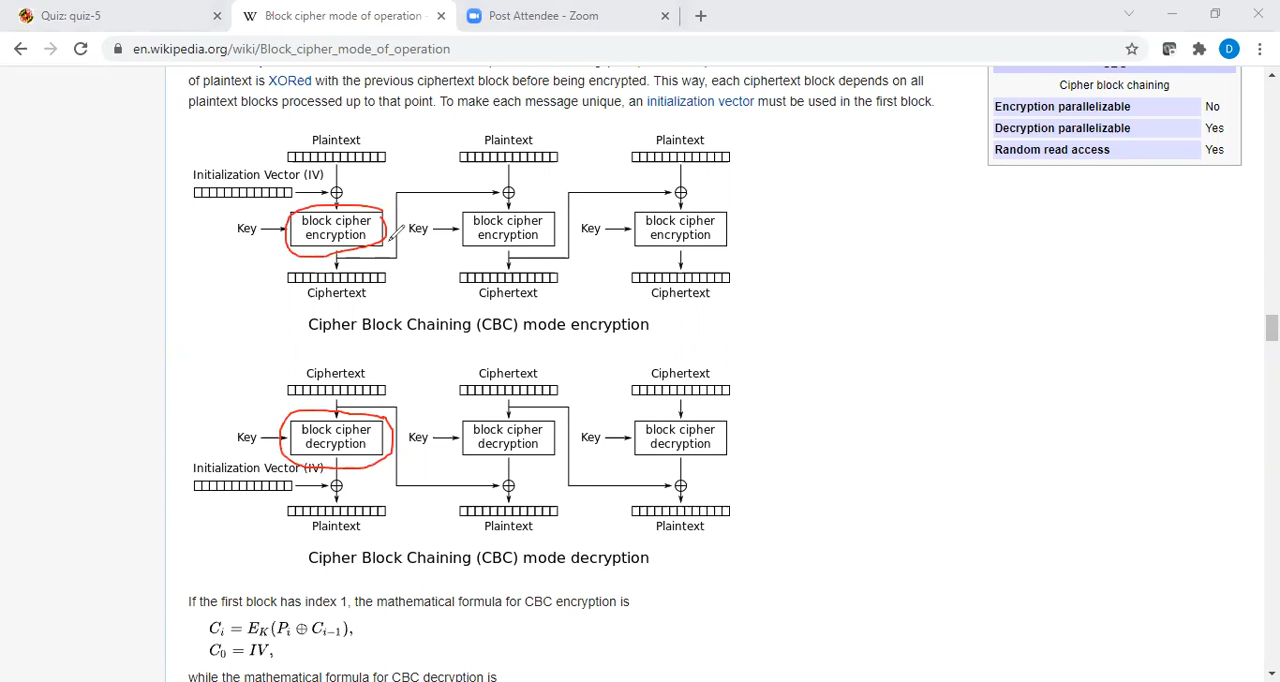 Quiz: quiz-5
Block cipher mode of operation -
Post Attendee - Zoom
en.wikipedia.org/wiki/Block_cipher_mode_of_operation
D
of plaintext is XORed with the previous ciphertext block before being encrypted. This way, each ciphertext block depends on all
plaintext blocks processed up to that point. To make each message unique, an initialization vector must be used in the first block.
Cipher block chaining
Encryption parallelizable No
Decryption parallelizable Yes
Random read access Yes
Plaintext Plaintext Plaintext
Initialization Vector (IV)
Key block cipher encryption Key block cipher encryption Key block cipher encryption
Ciphertext Ciphertext Ciphertext
Cipher Block Chaining (CBC) mode encryption
Ciphertext Ciphertext Ciphertext
Key block cipher decryption Key block cipher decryption Key block cipher decryption
Initialization Vector (IV)
Plaintext Plaintext Plaintext
Cipher Block Chaining (CBC) mode decryption
If the first block has index 1, the mathematical formula for CBC encryption is
C_i = E_K(P_i ⊕ C_{i−1}),
C_0 = IV,
while the mathematical formula for CBC decryption is